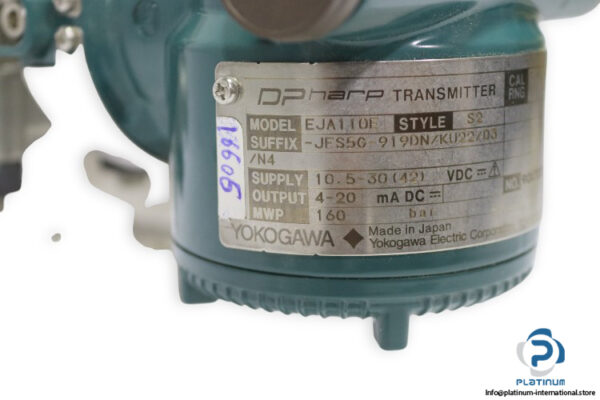 DPharp TRANSMITTER
CAL RNG
MODEL EJA110E STYLE S2
SUFFIX -JFS5G-919DN/KU22/D3
/N4
SUPPLY 10.5-30(42) VDC
OUTPUT 4-20 mA DC
MWP 160 bar
NO.
YOKOGAWA
Made in Japan
Yokogawa Electric
PLATINUM
Info@platinum-international.store